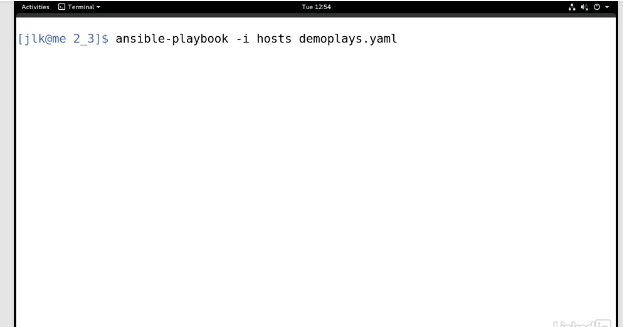 Activities Terminal Tue 12:54
[jlk@me 2_3]$ ansible-playbook -i hosts demoplays.yaml